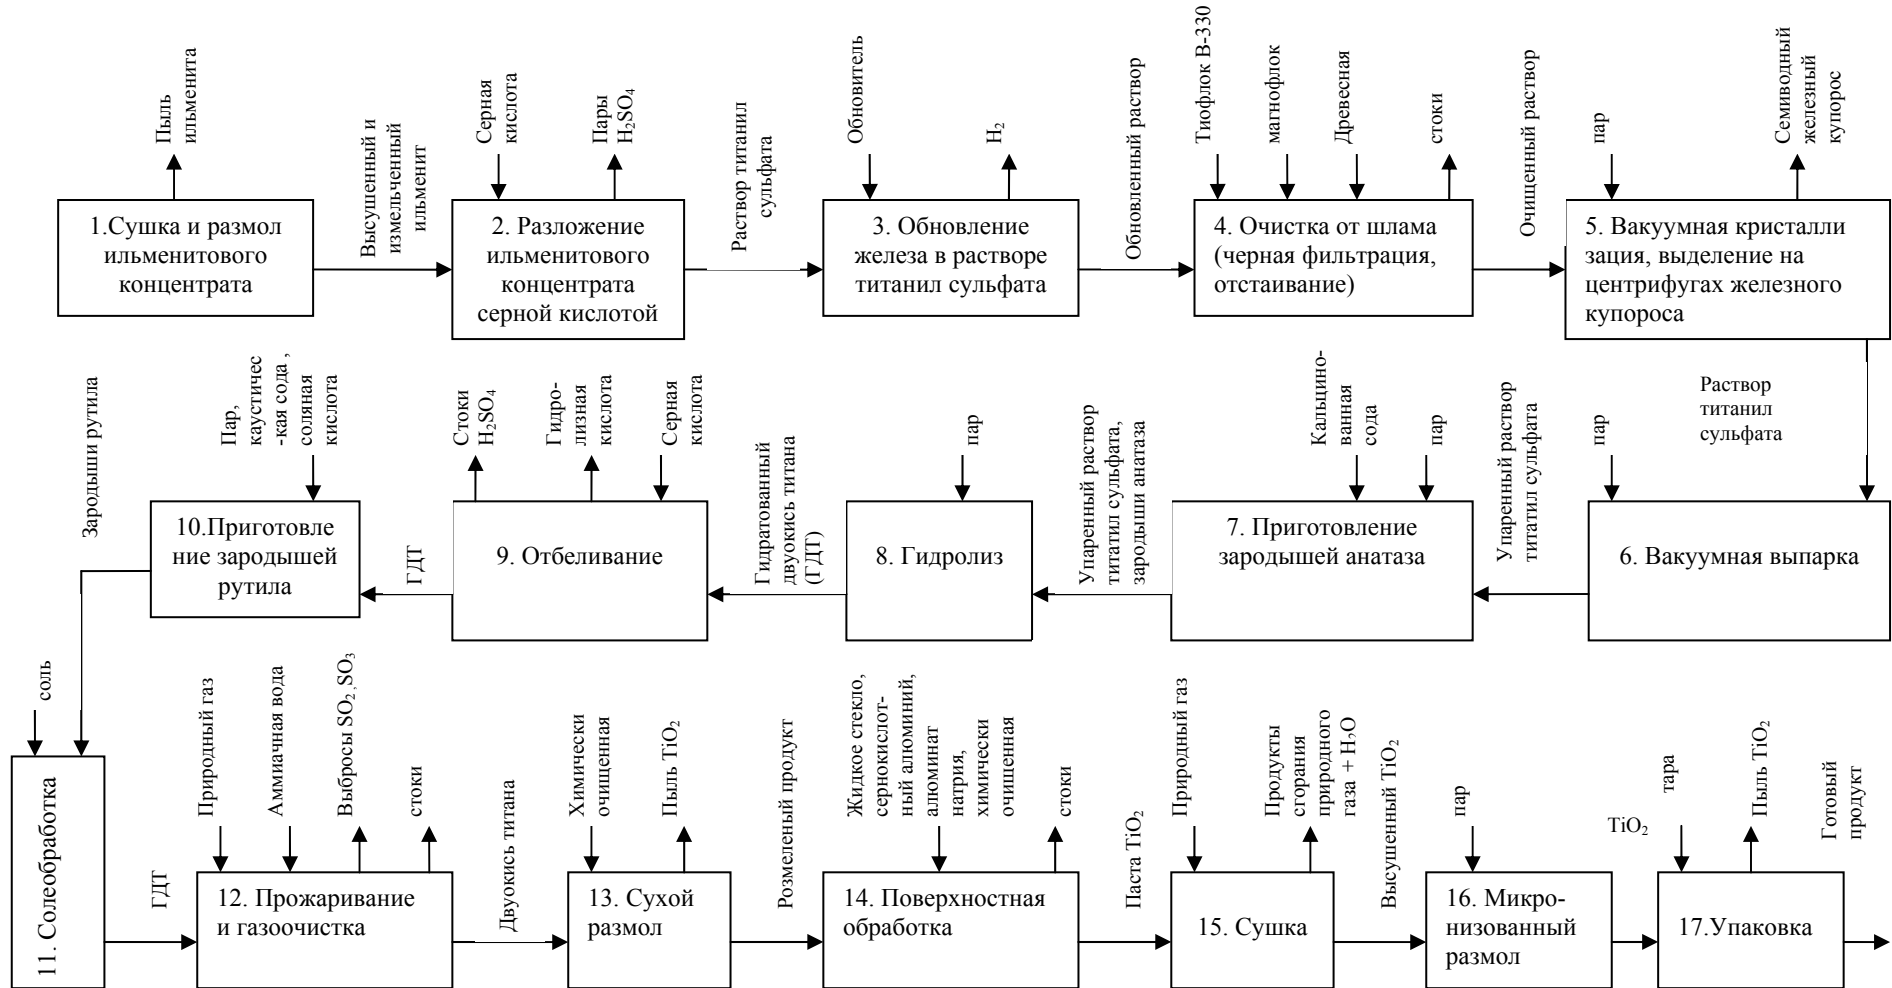 Пыль
ильменита
Высушенный и
измельченный
ильменит
Серная
кислота
Пары
H₂SO₄
Раствор титанил
сульфата
Обновитель
H₂
Обновленный раствор
Тиофлок В-330
магнофлок
Древесная
стоки
Очищенный раствор
пар
Семиводный
железный
купорос
1.Сушка и размол
ильменитового
концентрата
2. Разложение
ильменитового
концентрата
серной кислотой
3. Обновление
железа в растворе
титанил сульфата
4. Очистка от шлама
(черная фильтрация,
отстаивание)
5. Вакуумная кристалли
зация, выделение на
центрифугах железного
купороса
Раствор
титанил
сульфата
пар
Упаренный раствор
титатил сульфата
пар
Кальцино-
ванная
сода
Упаренный раствор
титатил сульфата,
зародыши анатаза
пар
Гидратованный
двуокись титана
(ГДТ)
Серная
кислота
Гидро-
лизная
кислота
Стоки
H₂SO₄
ГДТ
Пар,
каустичес
-кая сода ,
соляная
кислота
Зародыши рутила
10.Приготовле
ние зародышей
рутила
9. Отбеливание
8. Гидролиз
7. Приготовление
зародышей анатаза
6. Вакуумная выпарка
соль
11. Солеобработка
ГДТ
Природный газ
Аммиачная вода
Выбросы SO₂ ,SO₃
стоки
Двуокись титана
Химически
очищенная
Пыль TiO₂
Розмеленый продукт
Жидкое стекло,
сернокислот-
ный алюминий,
алюминат
натрия,
химически
очищенная
стоки
Паста TiO₂
Природный газ
Продукты
сгорания
природного
газа + H₂O
Высушенный TiO₂
пар
TiO₂
тара
Пыль TiO₂
Готовый
продукт
12. Прожаривание
и газоочистка
13. Сухой
размол
14. Поверхностная
обработка
15. Сушка
16. Микро-
низованный
размол
17.Упаковка